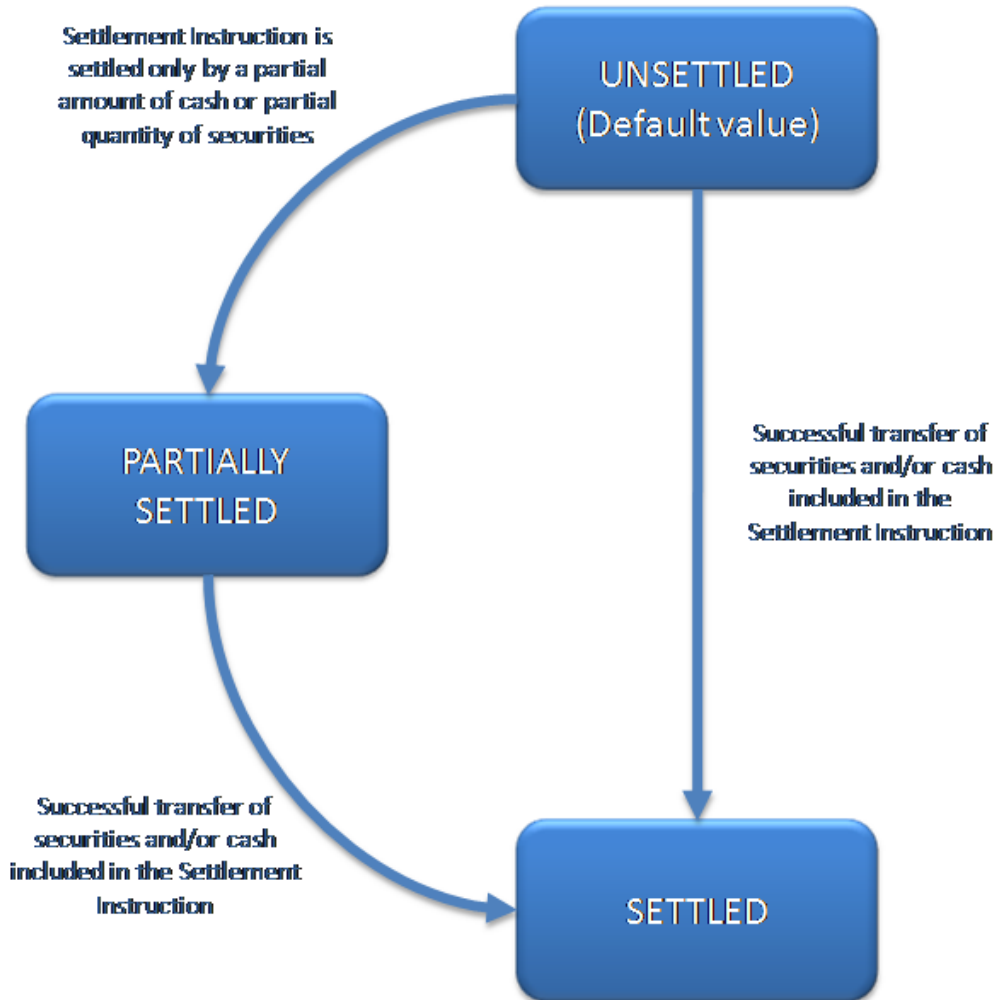 Settlement Instruction is
settled only by a partial
amount of cash or partial
quantity of securities
UNSETTLED
(Default value)
PARTIALLY
SETTLED
Successful transfer of
securities and/or cash
included in the
Settlement Instruction
Successful transfer of
securities and/or cash
included in the Settlement
Instruction
SETTLED